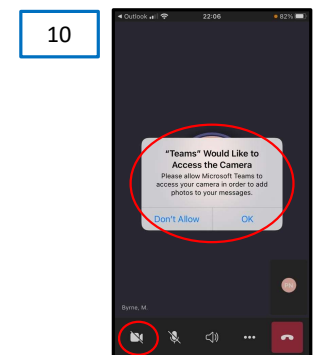 10
Outlook
22:06
82%
"Teams" Would Like to
Access the Camera
Please allow Microsoft Teams to
access your camera in order to add
photos to your messages.
Don't Allow
OK
Byrne, M.